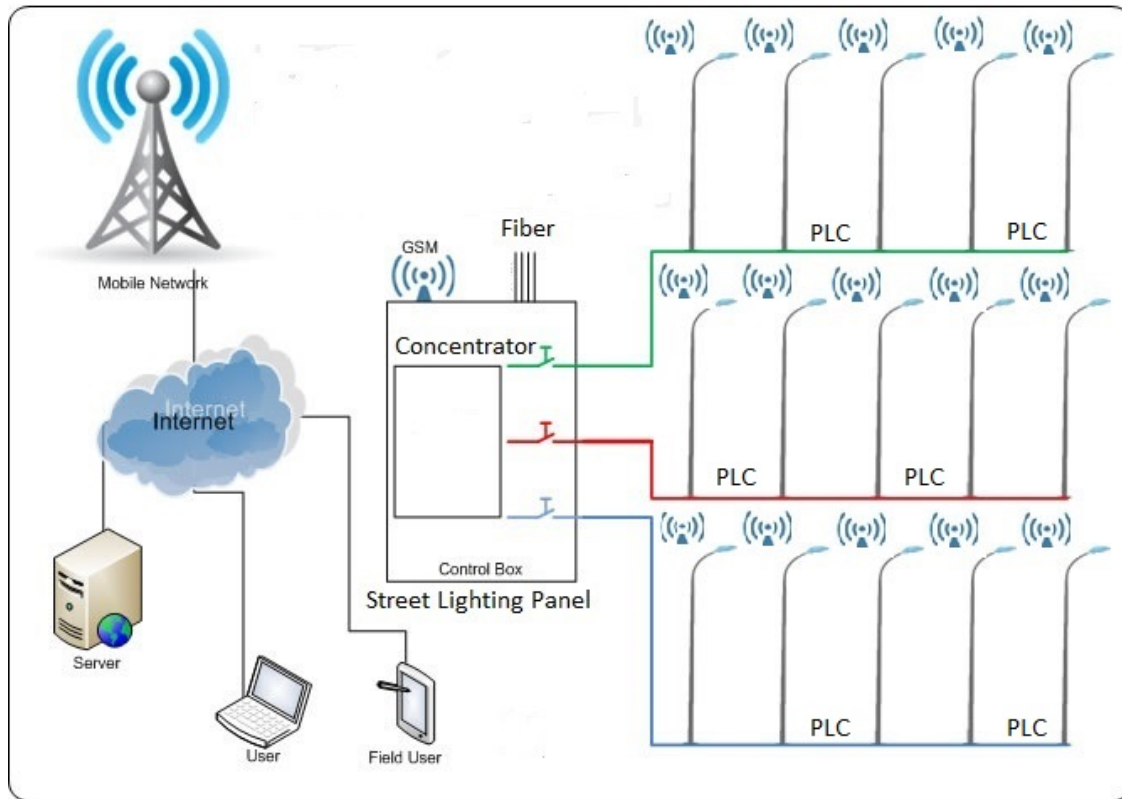 Mobile Network
GSM
Fiber
Concentrator
Control Box
Street Lighting Panel
Internet
Internet
Server
User
Field User
PLC
PLC
PLC
PLC
PLC
PLC